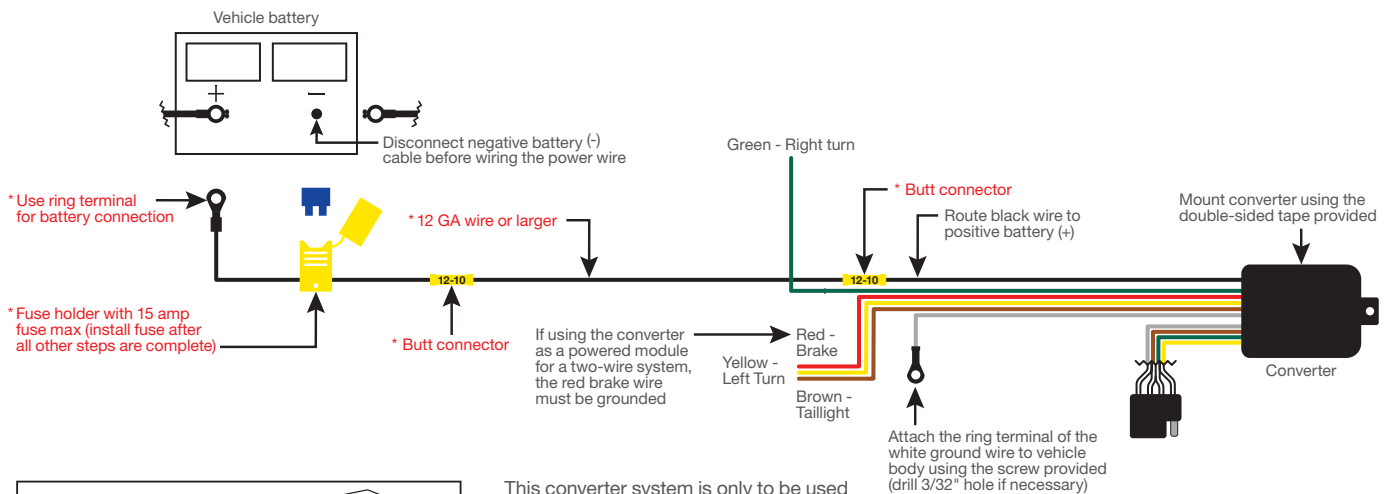 Vehicle battery
+
–
Disconnect negative battery (-)
cable before wiring the power wire
Green - Right turn
* Use ring terminal
for battery connection
* 12 GA wire or larger
* Butt connector
Route black wire to
positive battery (+)
Mount converter using the
double-sided tape provided
12-10
12-10
* Fuse holder with 15 amp
fuse max (install fuse after
all other steps are complete)
* Butt connector
If using the converter
as a powered module
for a two-wire system,
the red brake wire
must be grounded
Red -
Brake
Yellow -
Left Turn
Brown -
Taillight
Converter
Attach the ring terminal of the
white ground wire to vehicle
body using the screw provided
(drill 3/32" hole if necessary)
This converter system is only to be used